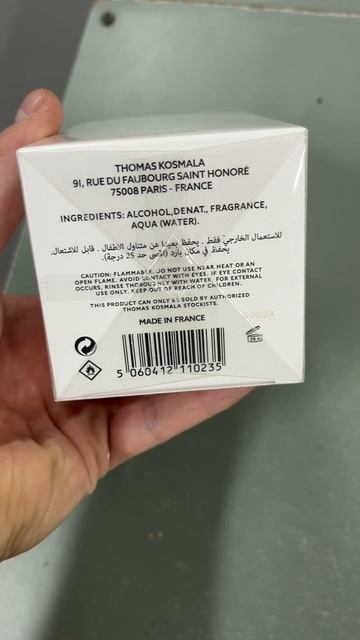 THOMAS KOSMALA
91, RUE DU FAUBOURG SAINT HONORÉ
75008 PARIS - FRANCE
INGREDIENTS: ALCOHOL,DENAT., FRAGRANCE,
AQUA (WATER).
للاستعمال الخارجي فقط . يحفظ بعيدا عن متناول الاطفال . قابل للاشتعال.
يحفظ في مكان بارد (اقصى حد 25 درجة).
CAUTION: FLAMMABLE. DO NOT USE NEAR HEAT OR AN
OPEN FLAME. AVOID CONTACT WITH EYES. IF EYE CONTACT
OCCURS, RINSE THOROUGHLY WITH WATER. FOR EXTERNAL
USE ONLY. KEEP OUT OF REACH OF CHILDREN.
THIS PRODUCT CAN ONLY BE SOLD BY AUTHORIZED
THOMAS KOSMALA STOCKISTS.
MADE IN FRANCE
5 060412 110235